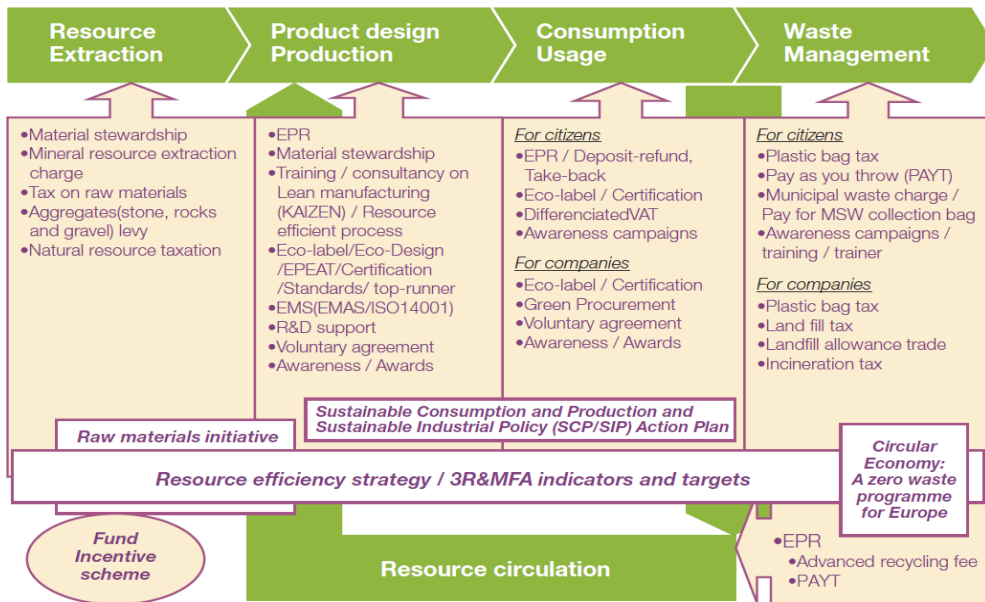 Resource
Extraction
Product design
Production
Consumption
Usage
Waste
Management
•Material stewardship
•Mineral resource extraction
charge
•Tax on raw materials
•Aggregates(stone, rocks
and gravel) levy
•Natural resource taxation
•EPR
•Material stewardship
•Training / consultancy on
Lean manufacturing
(KAIZEN) / Resource
efficient process
•Eco-label/Eco-Design
/EPEAT/Certification
/Standards/ top-runner
•EMS(EMAS/ISO14001)
•R&D support
•Voluntary agreement
•Awareness / Awards
For citizens
•EPR / Deposit-refund,
Take-back
•Eco-label / Certification
•DifferenciatedVAT
•Awareness campaigns
For companies
•Eco-label / Certification
•Green Procurement
•Voluntary agreement
•Awareness / Awards
For citizens
•Plastic bag tax
•Pay as you throw (PAYT)
•Municipal waste charge /
Pay for MSW collection bag
•Awareness campaigns /
training / trainer
For companies
•Plastic bag tax
•Land fill tax
•Landfill allowance trade
•Incineration tax
Raw materials initiative
Sustainable Consumption and Production and
Sustainable Industrial Policy (SCP/SIP) Action Plan
Resource efficiency strategy / 3R&MFA indicators and targets
Circular
Economy:
A zero waste
programme
for Europe
Fund
Incentive
scheme
Resource circulation
•EPR
•Advanced recycling fee
•PAYT